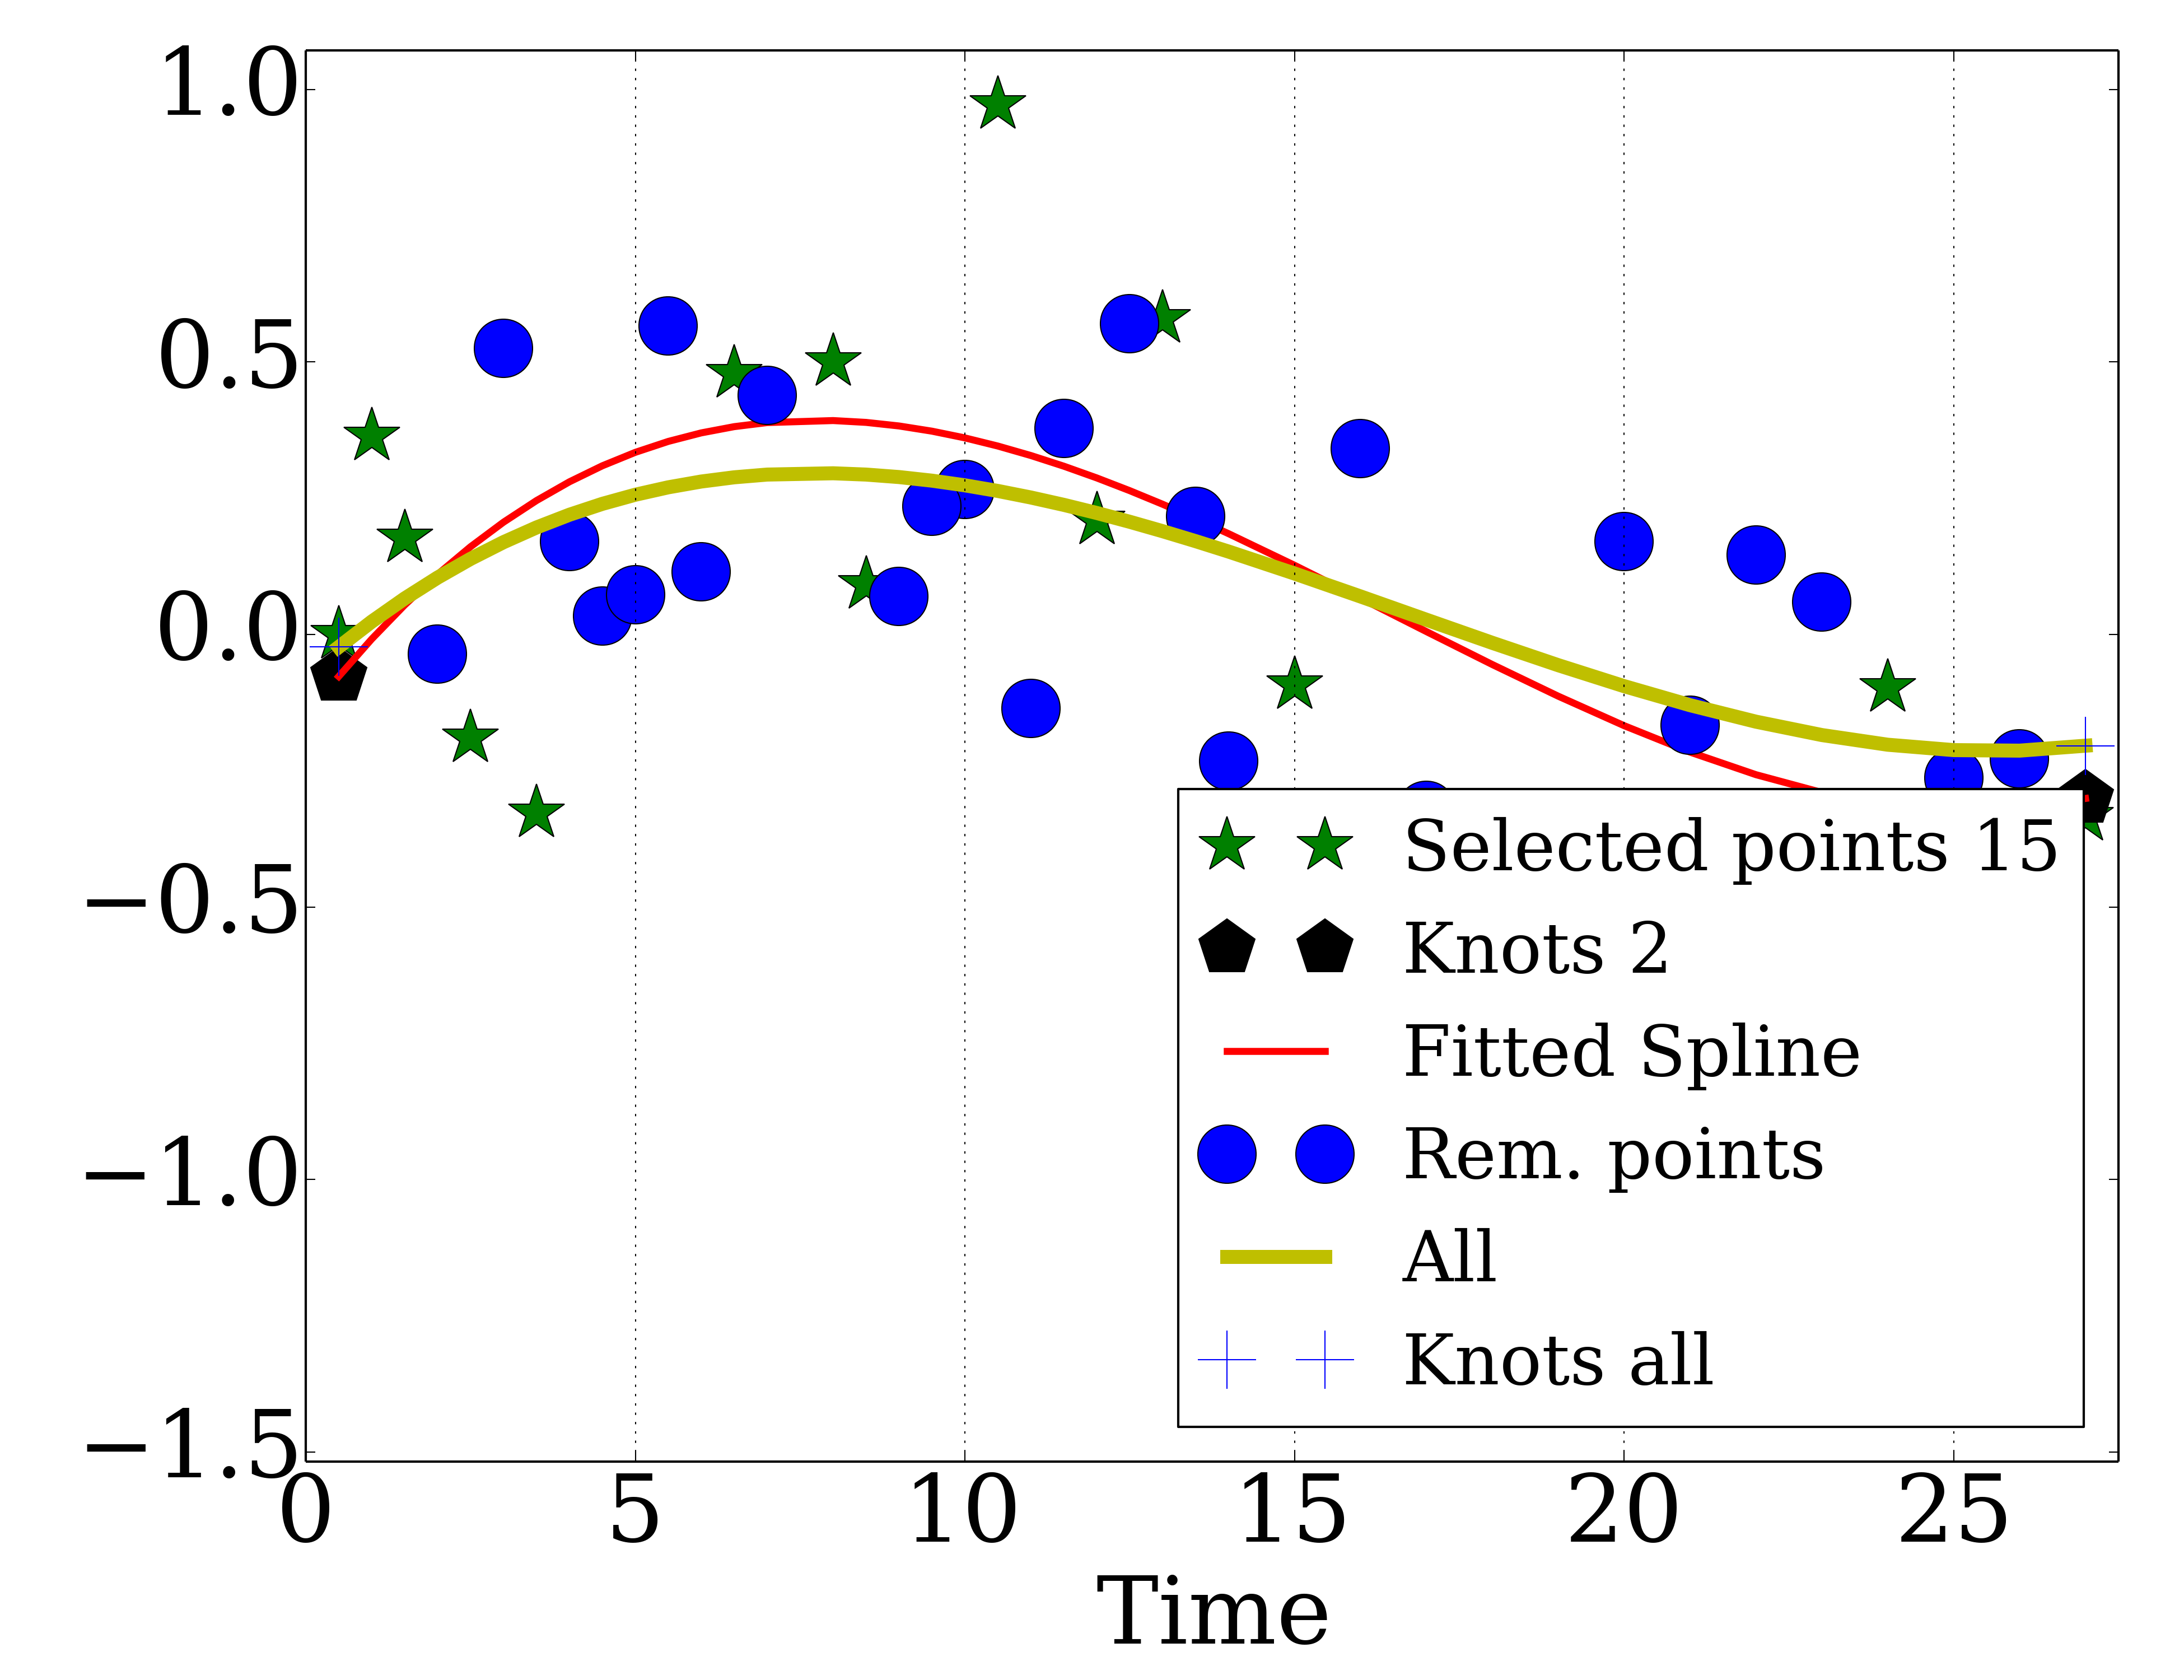 1.0
0.5
0.0
−0.5
−1.0
−1.5
0 5 10 15 20 25
Time
Selected points 15
Knots 2
Fitted Spline
Rem. points
All
Knots all